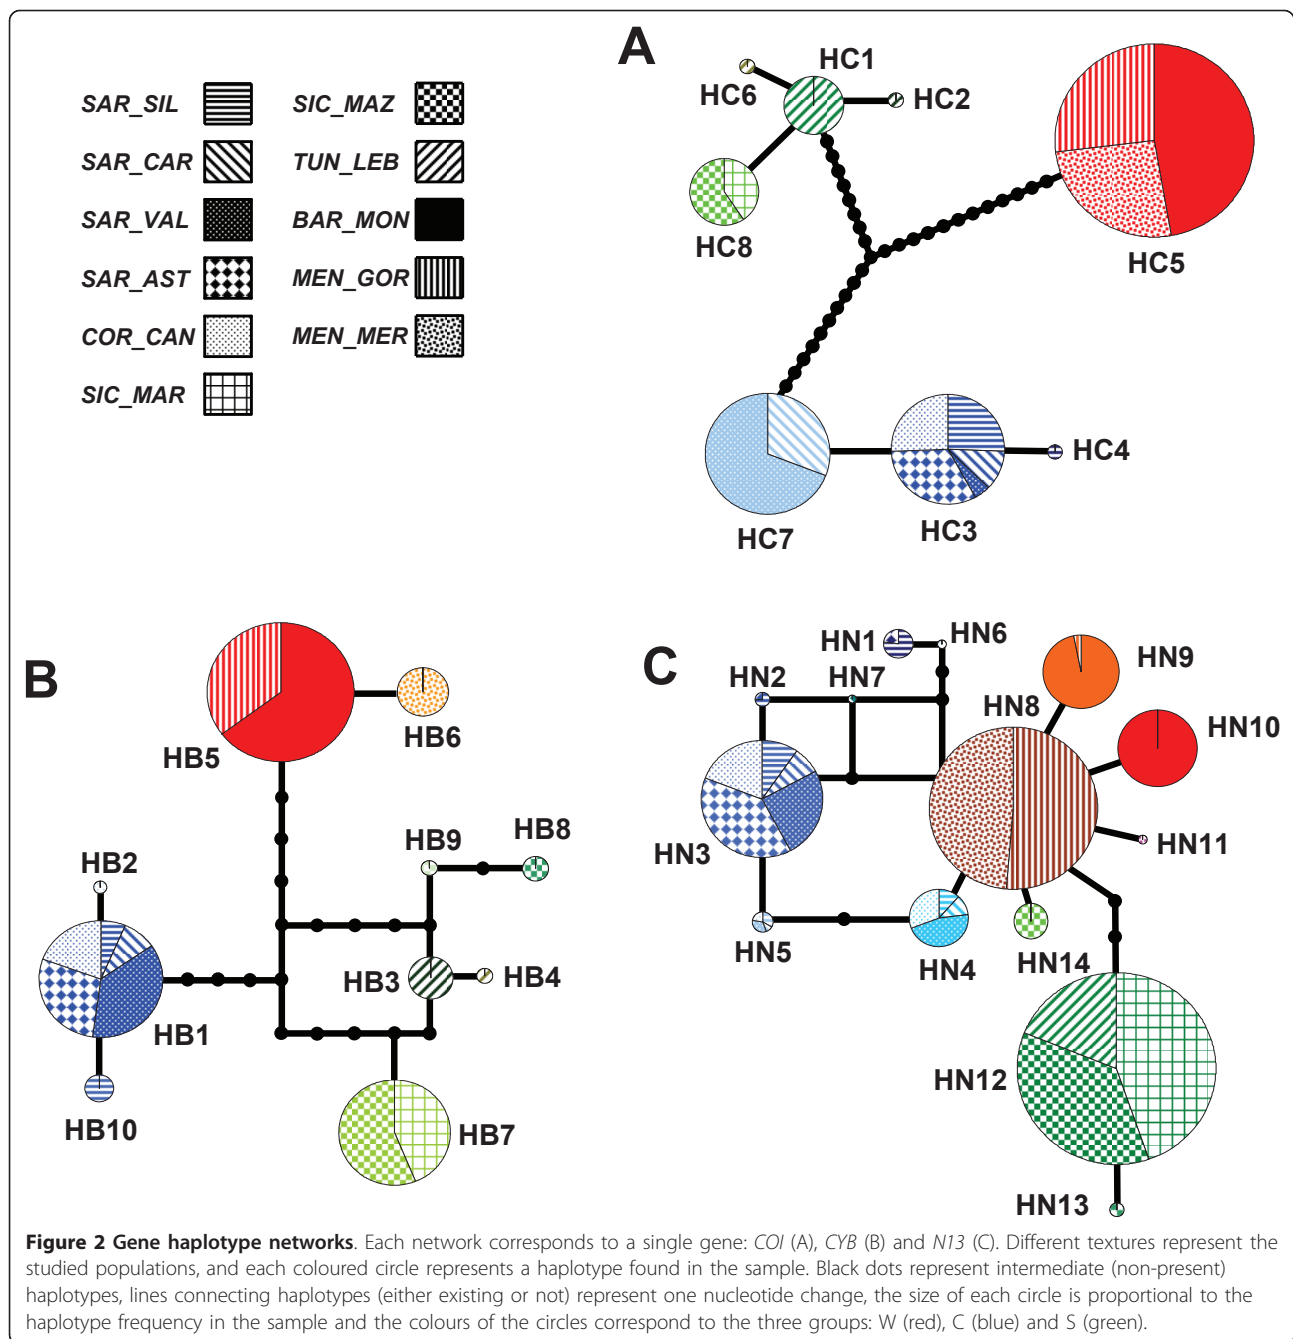 A
SAR_SIL
SIC_MAZ
SAR_CAR
TUN_LEB
SAR_VAL
BAR_MON
SAR_AST
MEN_GOR
COR_CAN
MEN_MER
SIC_MAR
HC1
HC6
HC2
HC8
HC5
HC4
HC7
HC3
B
HB5
HB6
HB9
HB8
HB2
HB3
HB4
HB1
HB10
HB7
C
HN1
HN6
HN9
HN2
HN7
HN8
HN10
HN3
HN11
HN5
HN4
HN14
HN12
HN13
Figure 2 Gene haplotype networks. Each network corresponds to a single gene: COI (A), CYB (B) and N13 (C). Different textures represent the
studied populations, and each coloured circle represents a haplotype found in the sample. Black dots represent intermediate (non-present)
haplotypes, lines connecting haplotypes (either existing or not) represent one nucleotide change, the size of each circle is proportional to the
haplotype frequency in the sample and the colours of the circles correspond to the three groups: W (red), C (blue) and S (green).